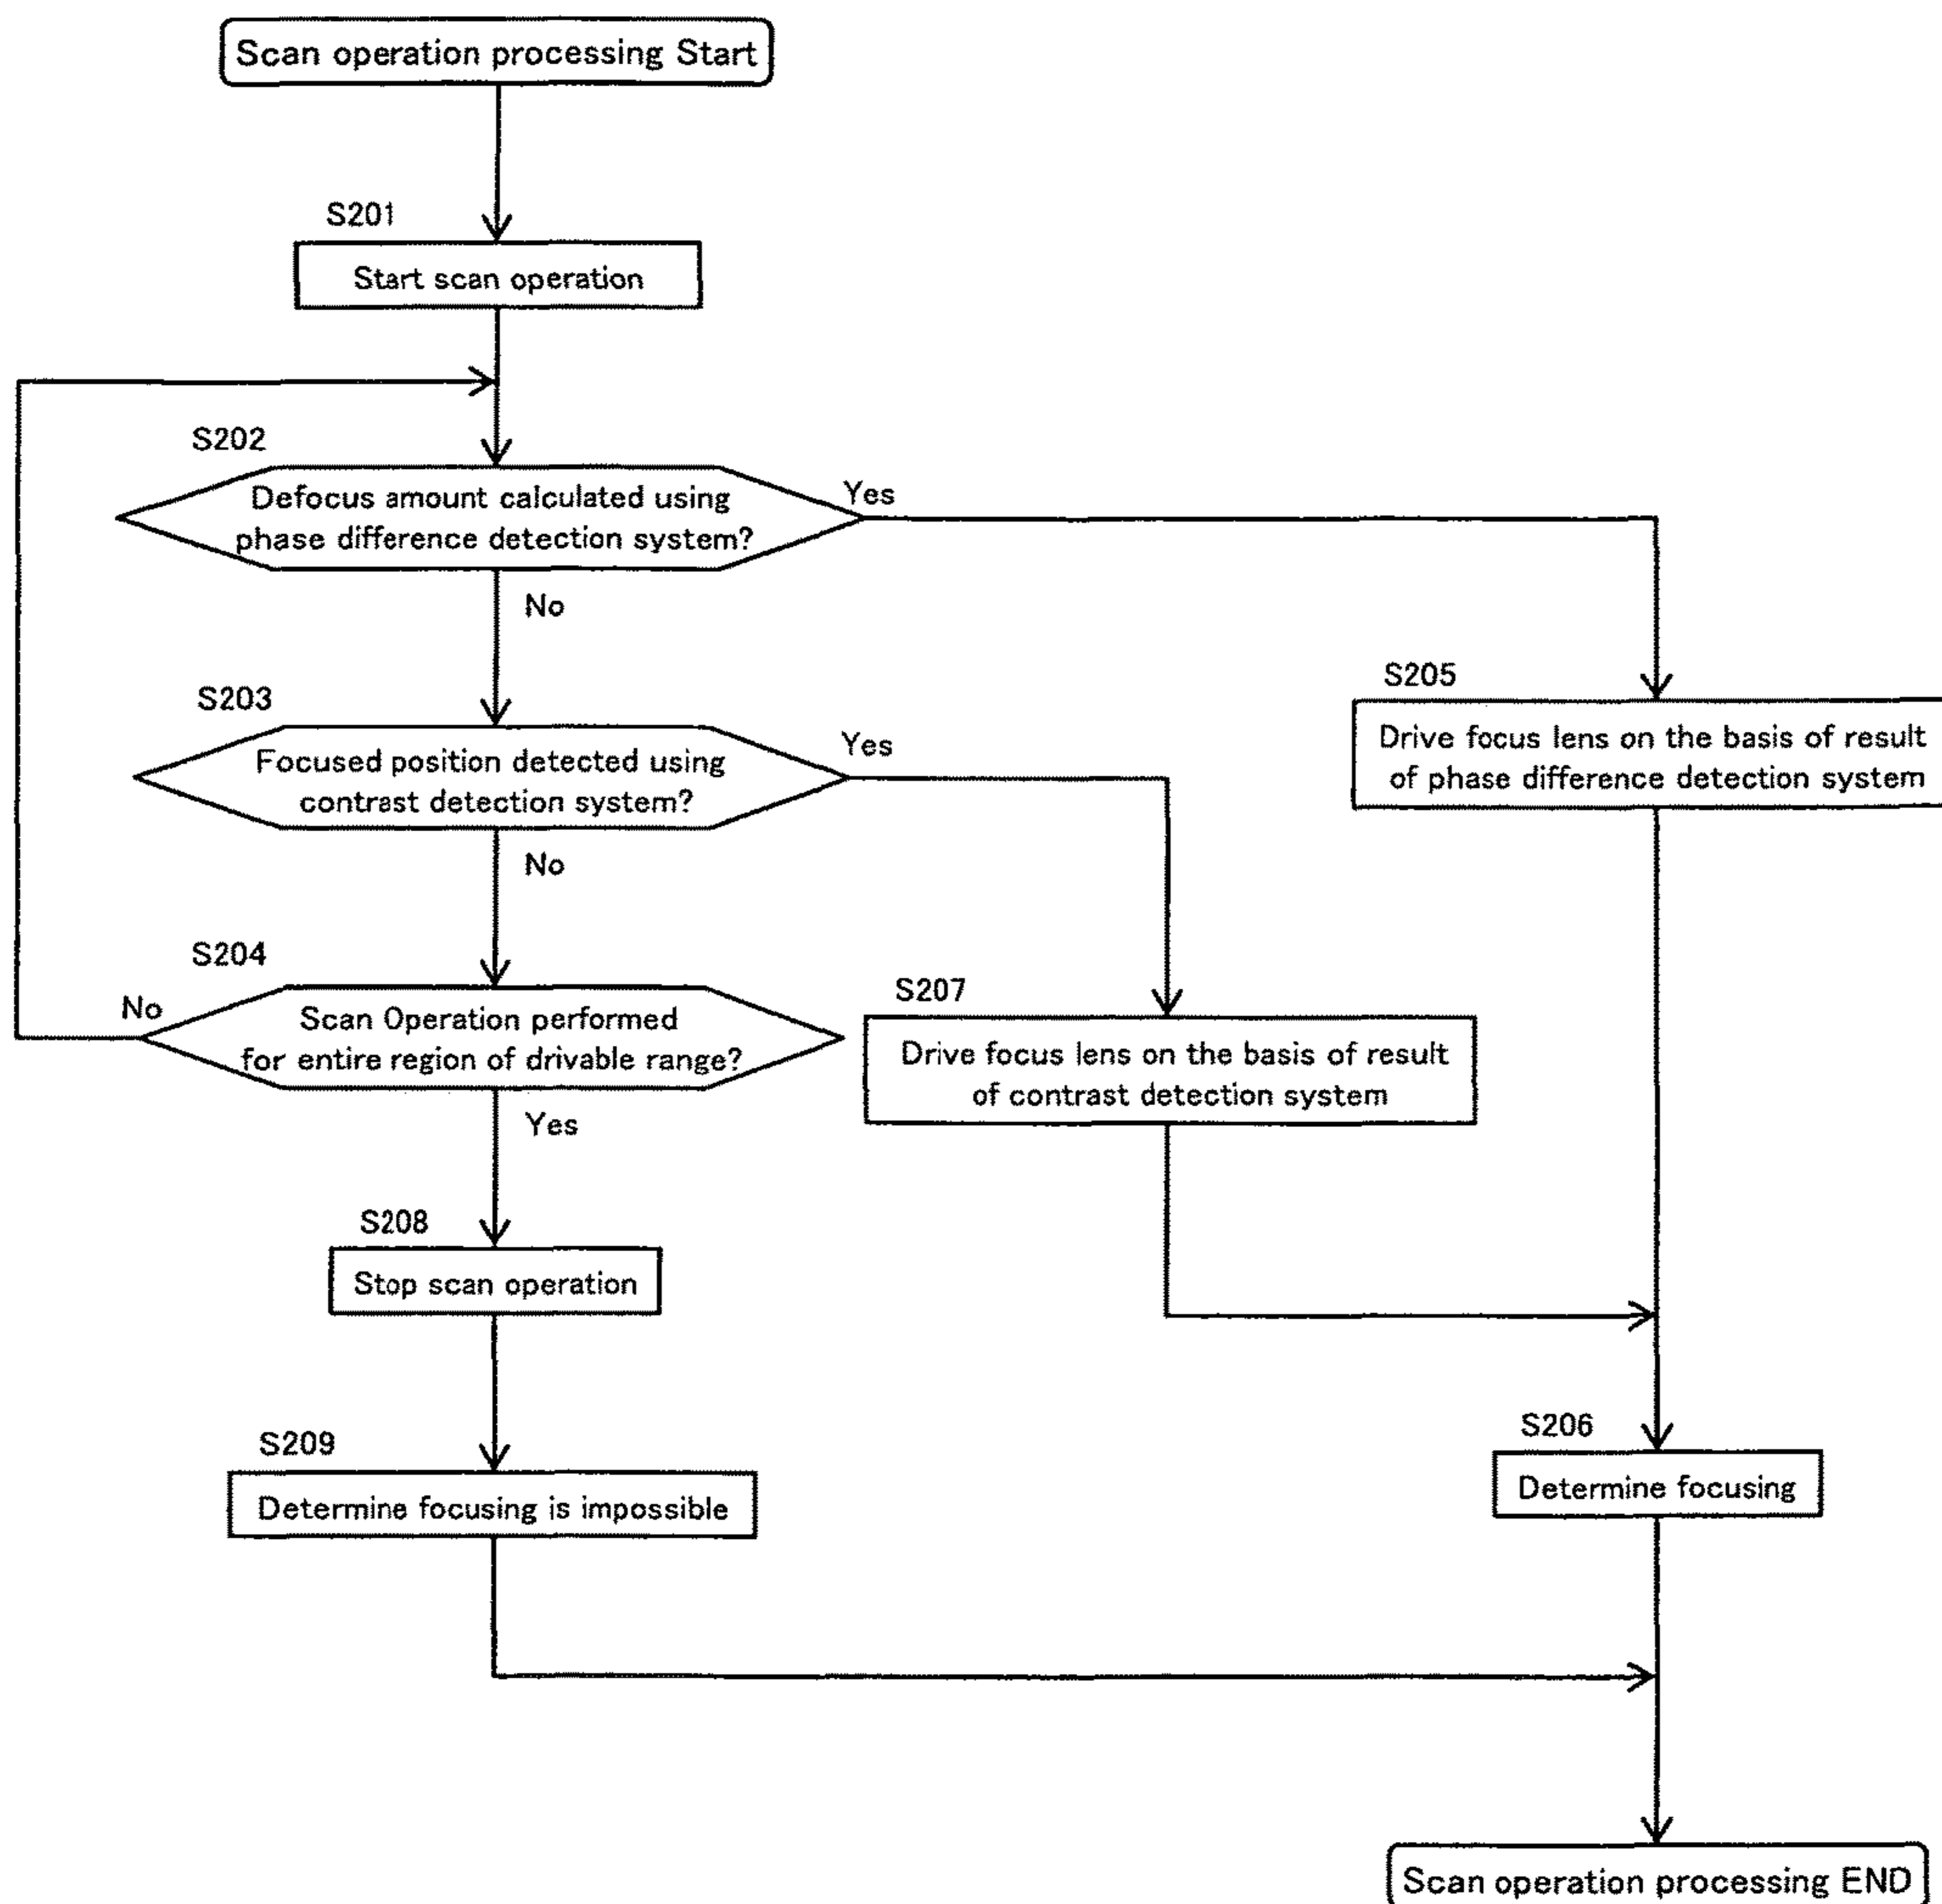 Scan operation processing Start
S201
Start scan operation
S202
Defocus amount calculated using
phase difference detection system?
Yes
No
S203
Focused position detected using
contrast detection system?
Yes
No
S205
Drive focus lens on the basis of result
of phase difference detection system
S204
No
Scan Operation performed
for entire region of drivable range?
Yes
S207
Drive focus lens on the basis of result
of contrast detection system
S208
Stop scan operation
S209
Determine focusing is impossible
S206
Determine focusing
Scan operation processing END